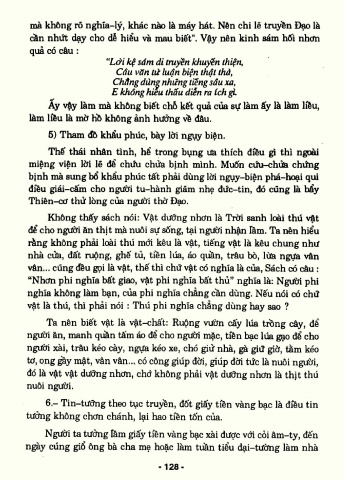 mà không rõ nghĩa-lý, khác nào là máy hát. Nên chi lẽ truyền Đạo là
cần nhứt dạy cho dễ hiểu và mau biết". Vậy nên kinh sám hối nhơn
quả có câu :
"Lời kệ sám di truyền khuyến thiện,
Câu văn từ luận biện thật thà,
Chẳng dùng những tiếng sâu xa,
E không hiểu thấu diễn ra ích gì.
Ấy vậy làm mà không biết chỗ kết quả của sự làm ấy là làm liều,
làm liều là mờ hồ không ảnh hưởng về đâu.
5) Tham đồ khẩu phúc, bày lời ngụy biện.
Thế thái nhân tình, hễ trong bụng ưa thích điều gì thì ngoài
miệng viện lời lẽ để chứu chứa bịnh mình. Muốn cứu-chửa chứng
bịnh mà sung bổ khẩu phúc tất phải dùng lời ngụy-biện phá-hoại qui
điều giái-cấm cho người tu-hành giảm nhẹ đức-tin, đó cũng là bẩy
Thiên-cơ thử lòng của người thờ Đạo.
Không thấy sách nói: Vật dưỡng nhơn là Trời sanh loài thú vật
để cho người ăn thịt mà nuôi sự sống, tại người nhận lầm. Ta nên hiểu
rằng không phải loài thú mới kêu là vật, tiếng vật là kêu chung như
nhà cửa, đất ruộng, ghế tủ, tiền lúa, áo quần, trâu bò, lừa ngựa vân
vân... cũng đều gọi là vật, thế thì chữ vật có nghĩa là của, Sách có câu :
"Nhơn phi nghĩa bất giao, vật phi nghĩa bất thủ" nghĩa là: Người phi
nghĩa không làm bạn, của phi nghĩa chẳng cần dùng. Nếu nói có chữ
vật là thú, thì phải nói : Thú phi nghĩa chẳng dùng hay sao ?
Ta nên biết vật là vật-chất: Ruộng vườn cấy lúa trồng cây, để
người ăn, manh quần tấm áo để cho người mặc, tiền bạc lúa gạo để cho
người xài, trâu kéo cày, ngựa kéo xe, chó giữ nhà, gà giữ giờ, tằm kéo
tơ, ong gầy mật, vân vân... có công giúp đời, giúp đời tức là nuôi người,
đó là vật vật dưỡng nhơn, chớ không phải vật dưỡng nhơn là thịt thú
nuôi người.
6.- Tin-tưởng theo tục truyền, đốt giấy tiền vàng bạc là điều tin
tưởng không chơn chánh, lại hao tiền tốn của.
Người ta tưởng lầm giấy tiền vàng bạc xài được với cỏi âm-ty, đến
ngày cúng giổ ông bà cha mẹ hoặc làm tuần tiểu đại-tường làm nhà
- 128 -